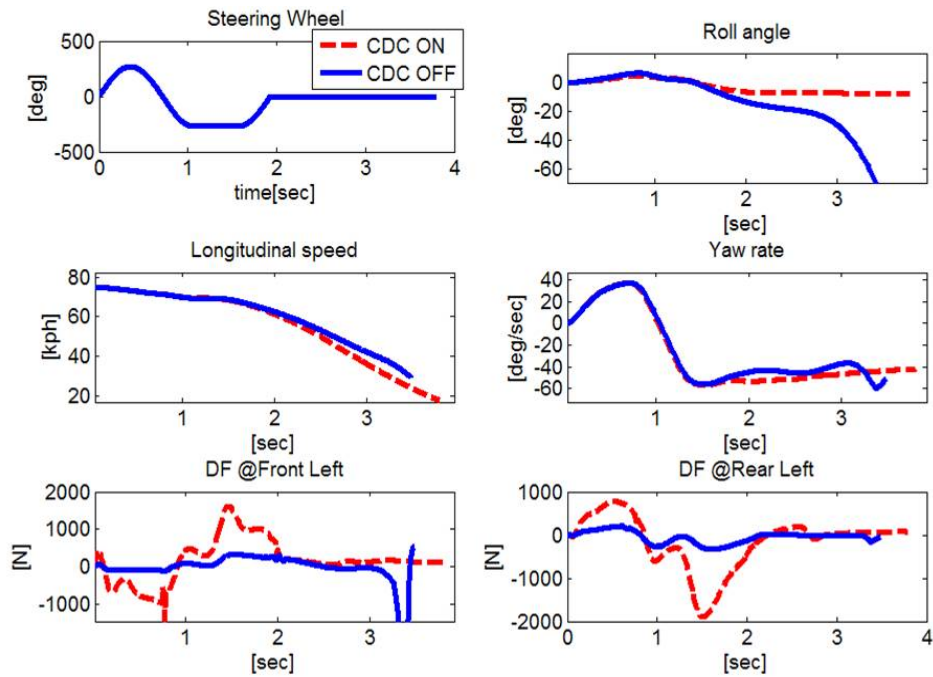 Steering Wheel
500
0
-500
[deg]
0 1 2 3 4
time[sec]
CDC ON
CDC OFF
Roll angle
0
-20
-40
-60
[deg]
1 2 3
[sec]
Longitudinal speed
80
60
40
20
[kph]
1 2 3
[sec]
Yaw rate
40
20
0
-20
-40
-60
[deg/sec]
1 2 3
[sec]
DF @Front Left
2000
1000
0
-1000
[N]
1 2 3
[sec]
DF @Rear Left
1000
0
-1000
-2000
[N]
0 1 2 3 4
[sec]